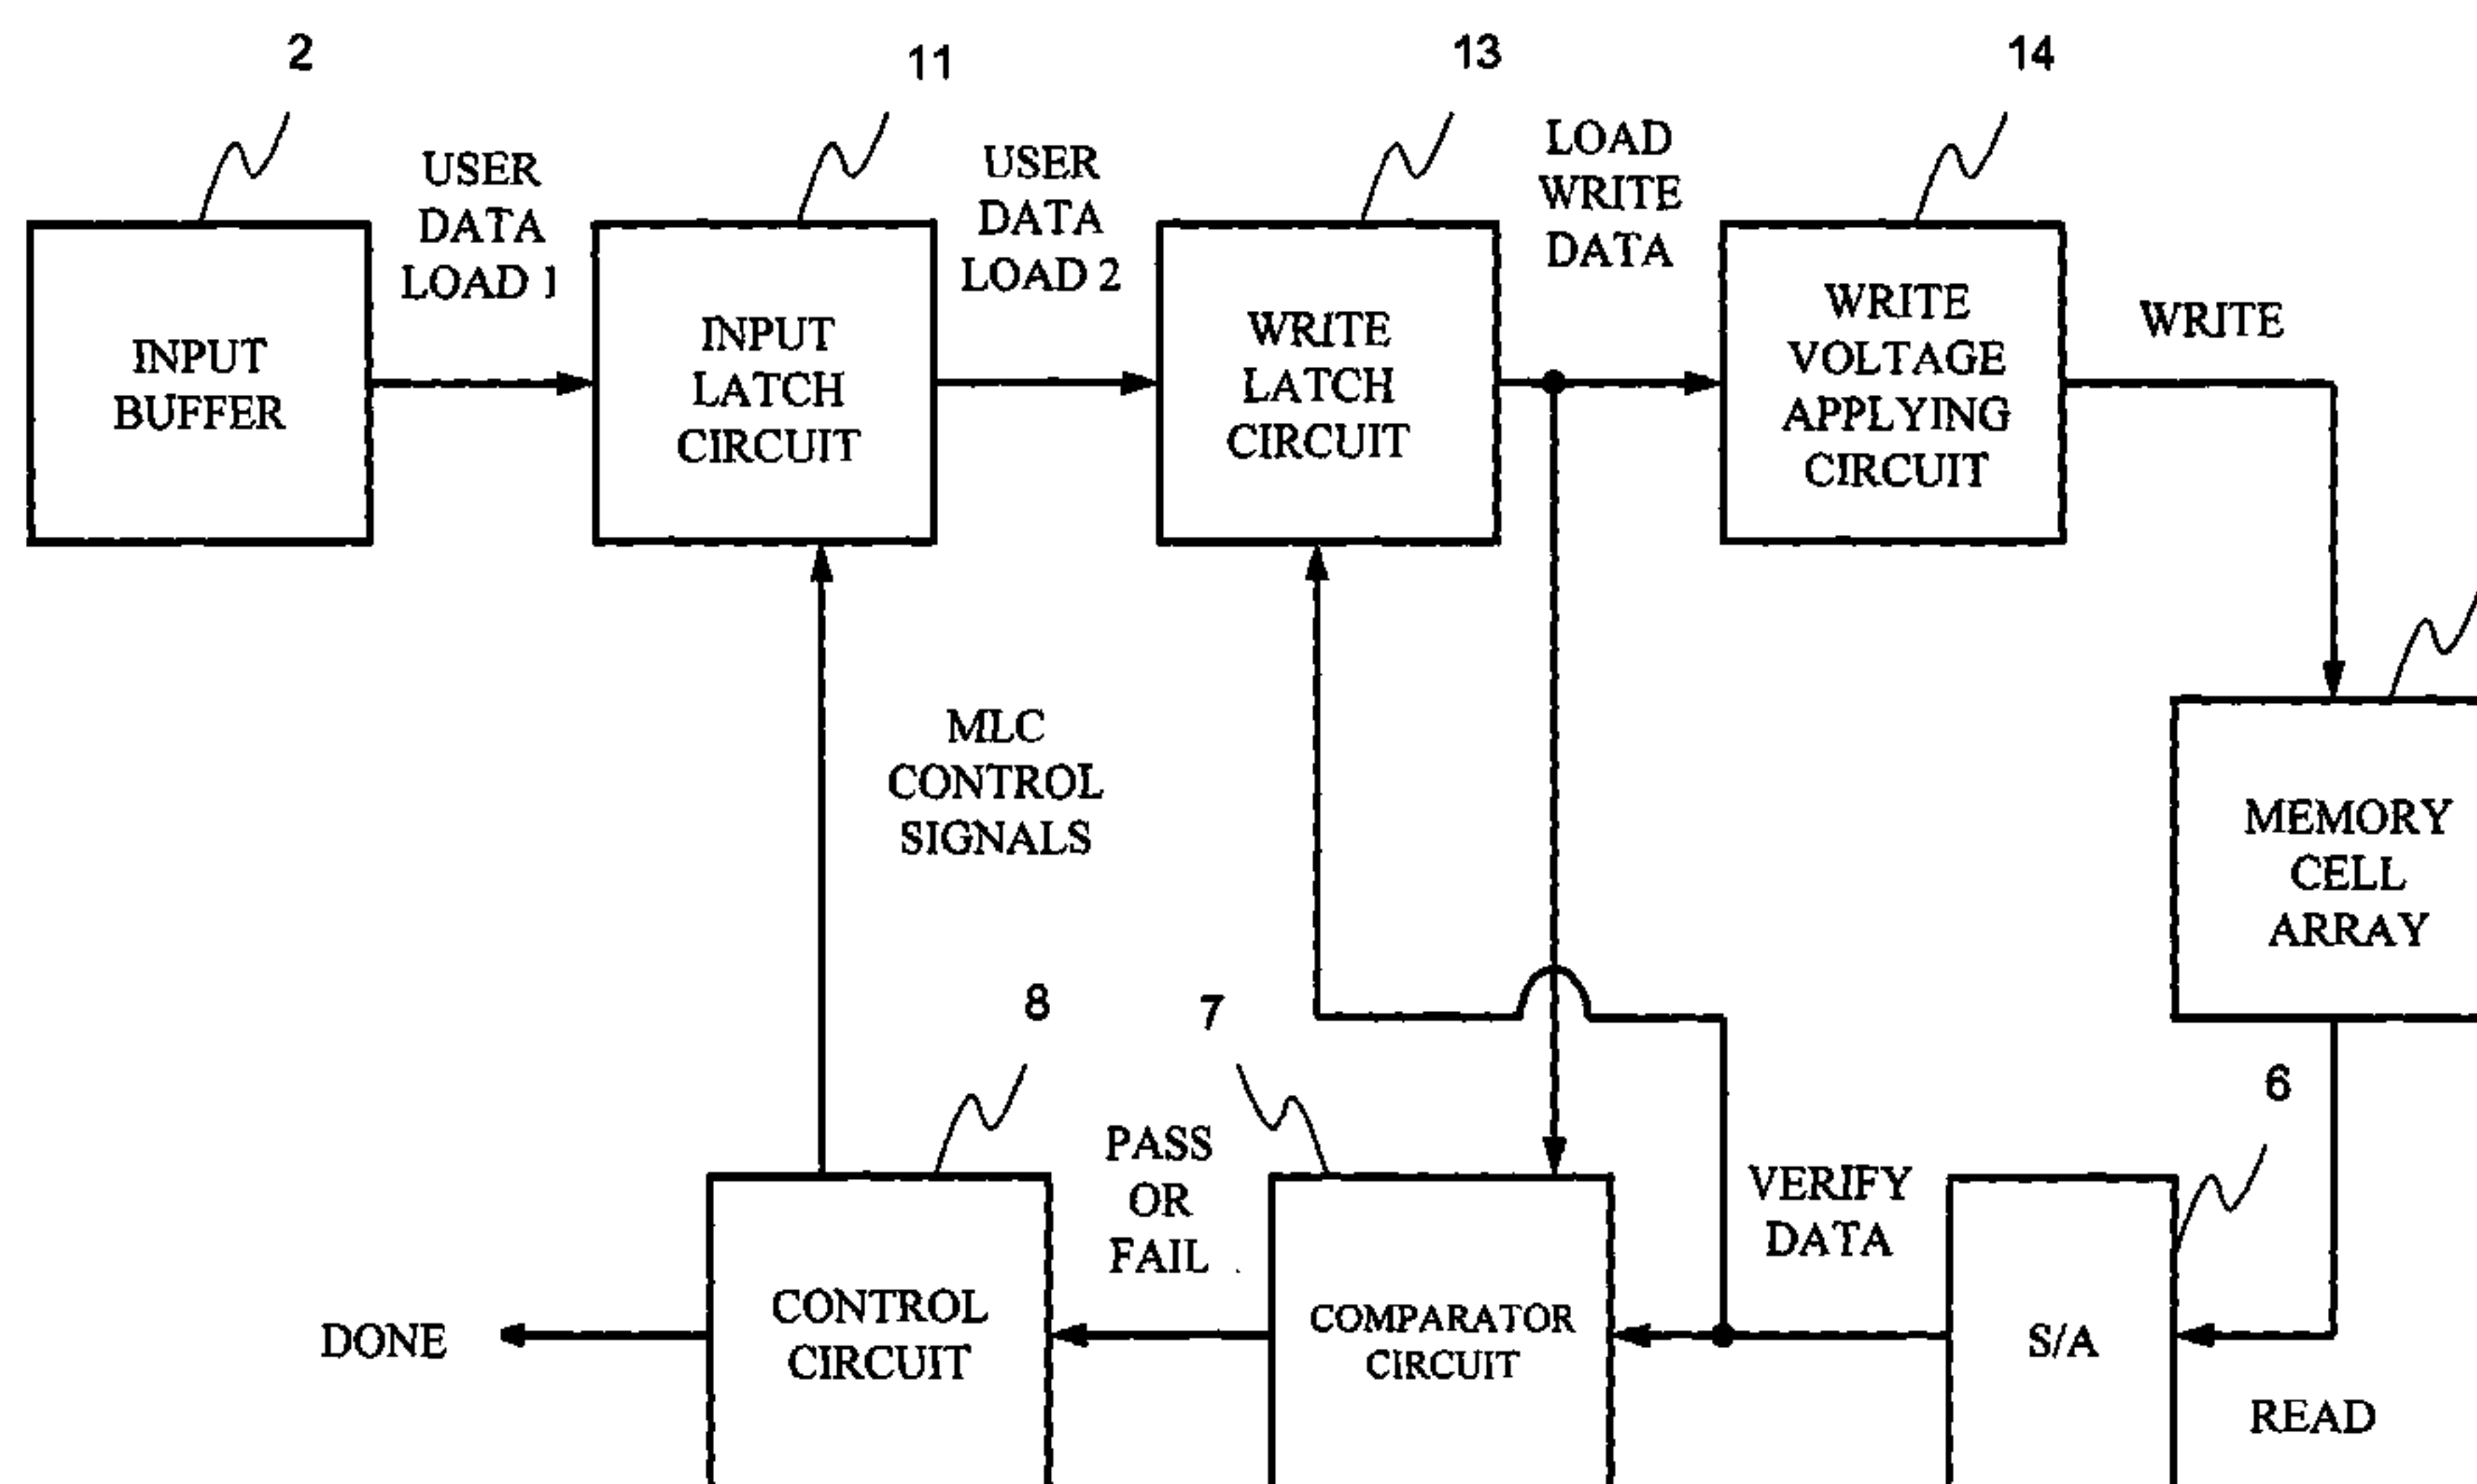 2
11
13
14
USER
DATA
LOAD 1
USER
DATA
LOAD 2
LOAD
WRITE
DATA
INPUT
BUFFER
INPUT
LATCH
CIRCUIT
WRITE
LATCH
CIRCUIT
WRITE
VOLTAGE
APPLYING
CIRCUIT
WRITE
MLC
CONTROL
SIGNALS
MEMORY
CELL
ARRAY
8
7
6
PASS
OR
FAIL
VERIFY
DATA
DONE
CONTROL
CIRCUIT
COMPARATOR
CIRCUIT
S/A
READ